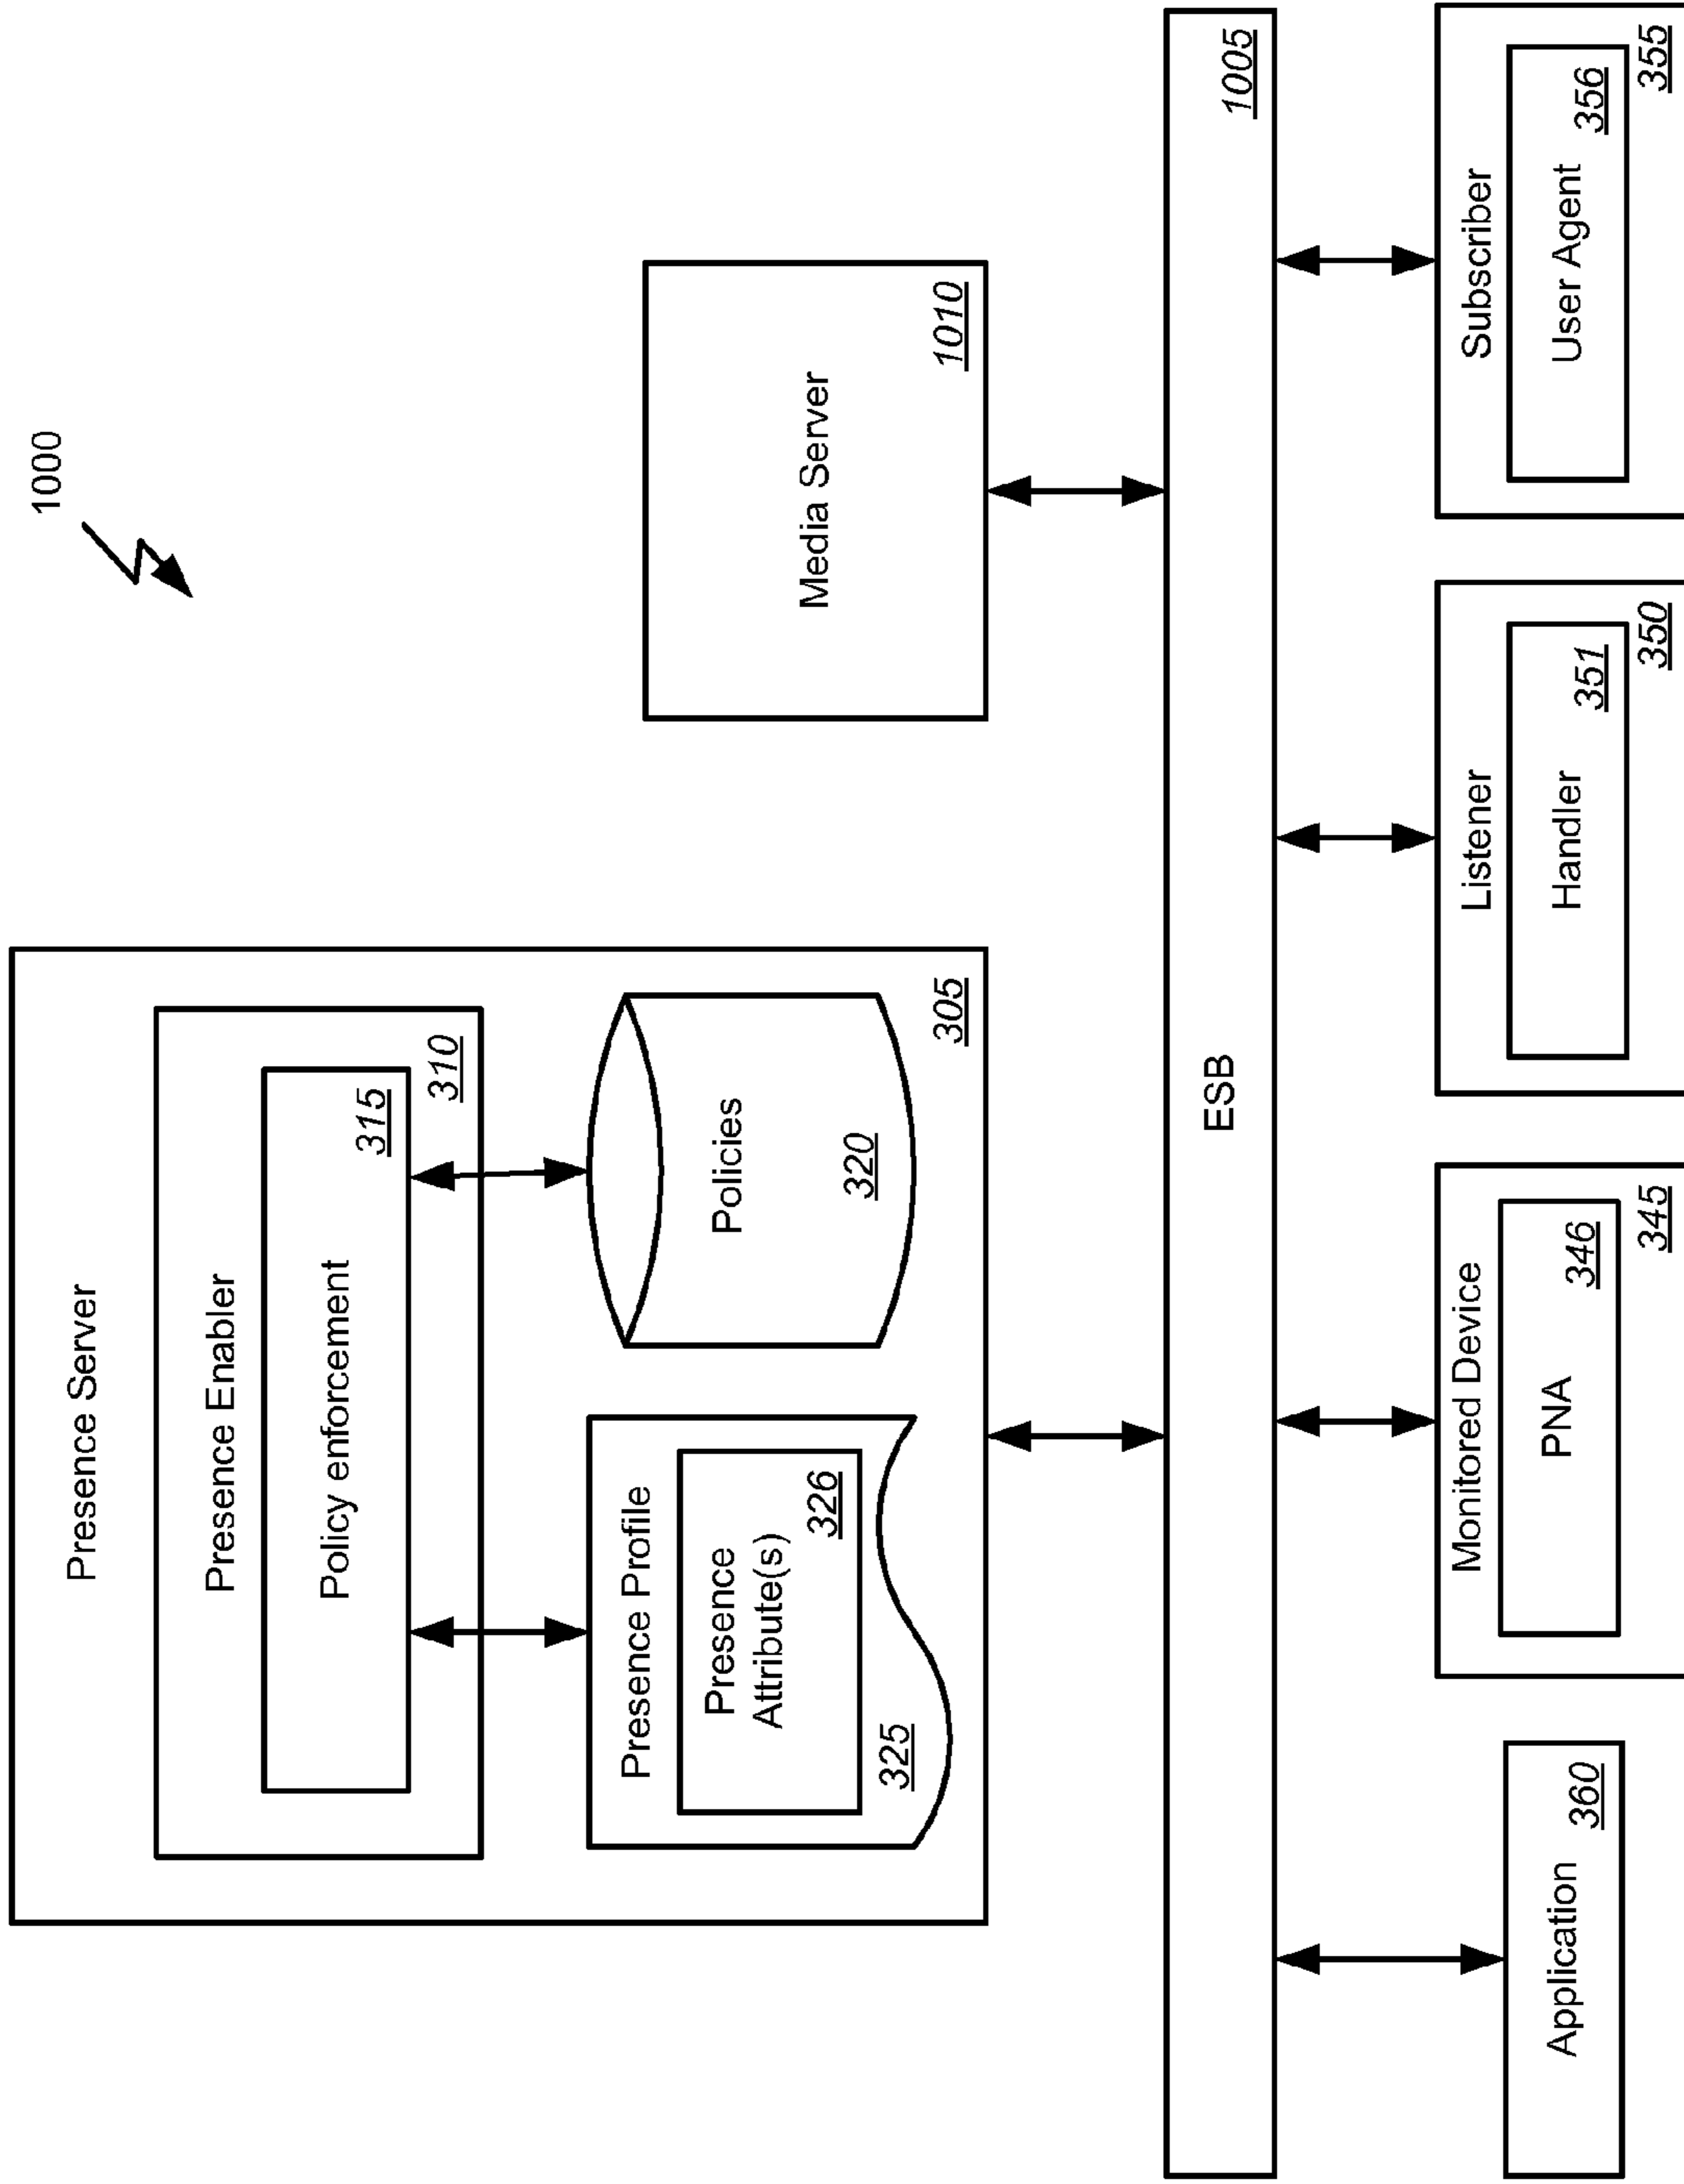 1000
Presence Server
Presence Enabler
Policy enforcement
315
310
Presence Profile
Presence
Attribute(s)
326
325
Policies
320
305
Media Server
1010
ESB
1005
Application
360
Monitored Device
PNA
346
345
Listener
Handler
351
350
Subscriber
User Agent
356
355